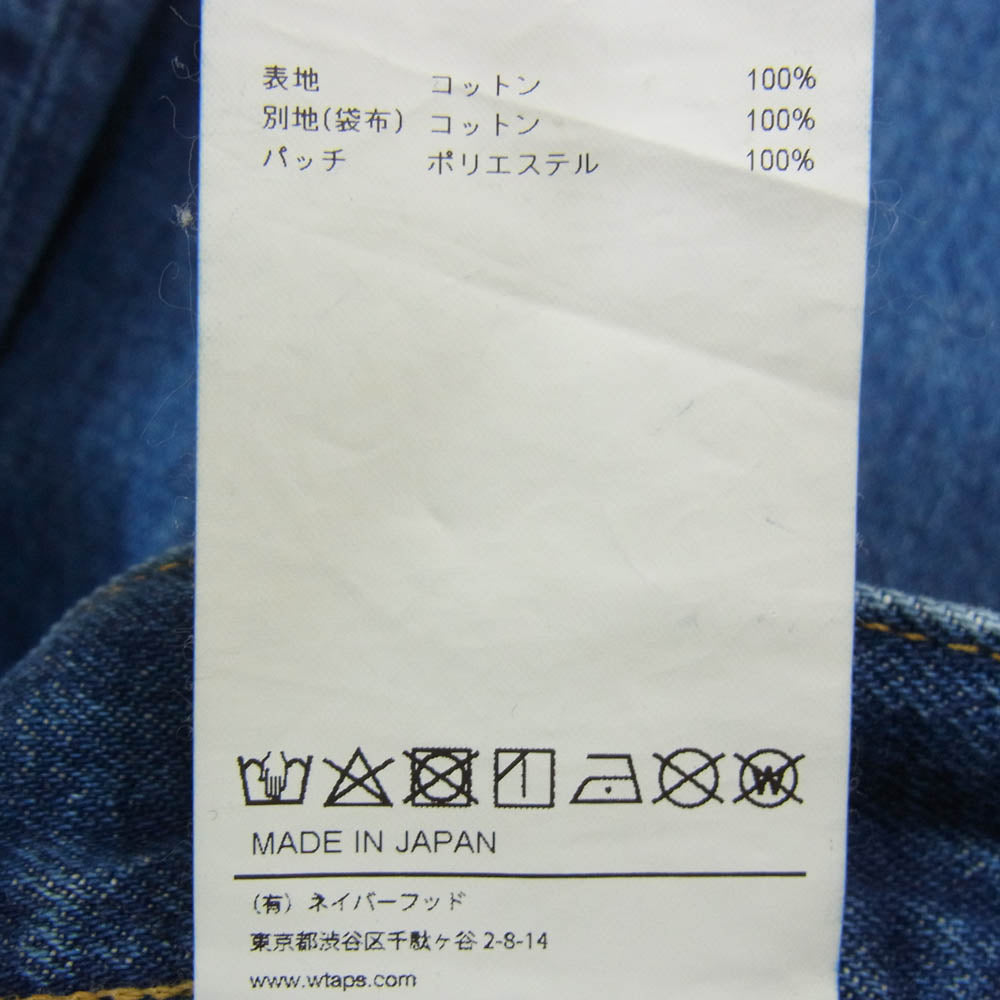 表地 コットン 100%
別地(袋布) コットン 100%
パッチ ポリエステル 100%
W
MADE IN JAPAN
(有) ネイバーフッド
東京都渋谷区千駄ヶ谷 2-8-14
www.wtaps.com